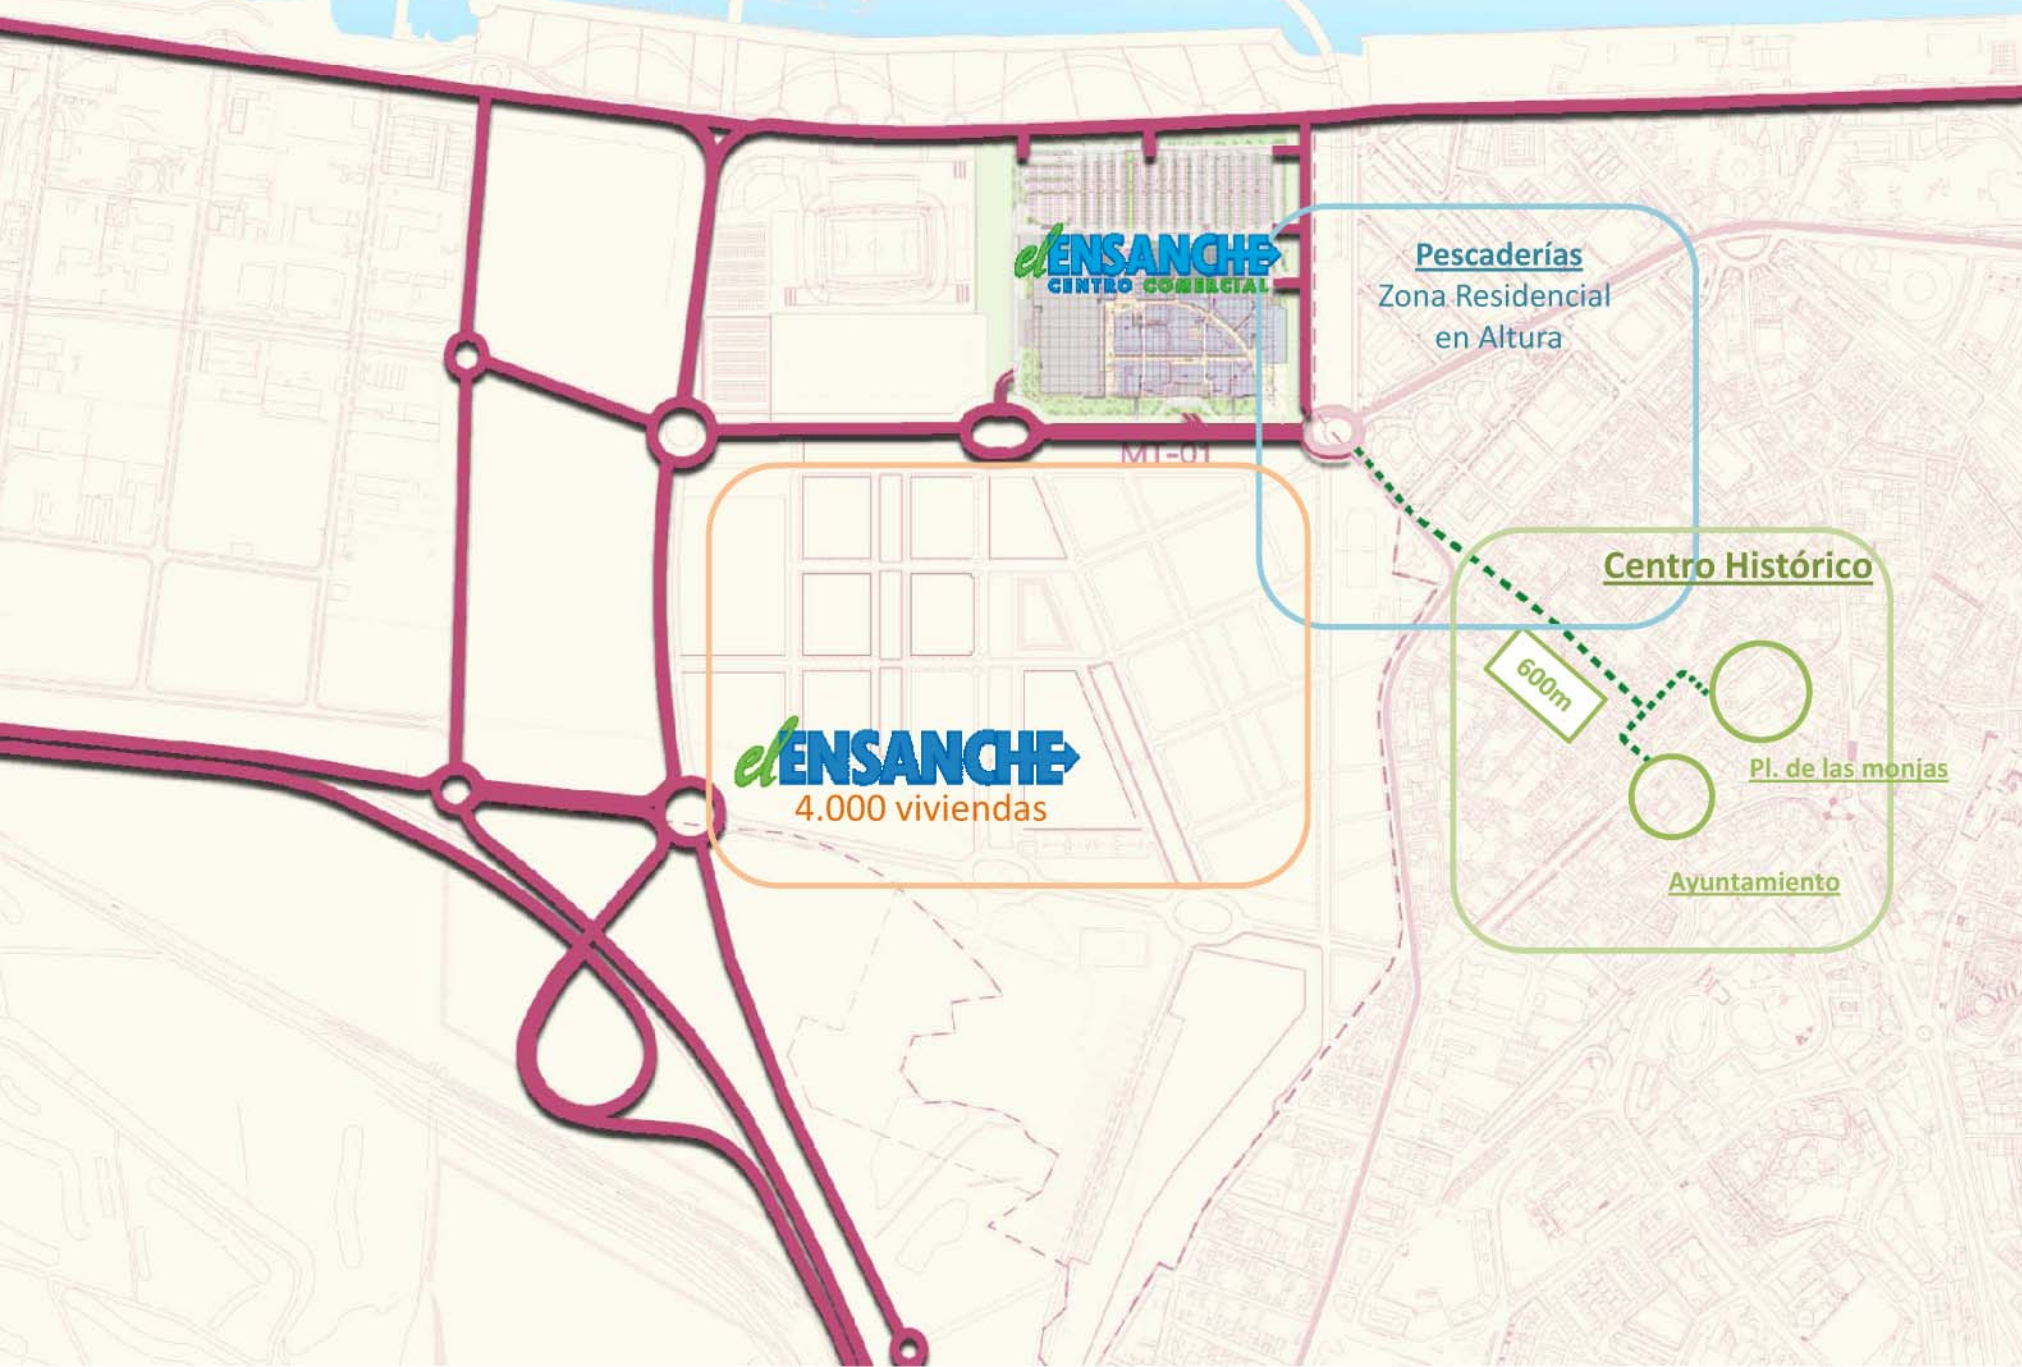 el ENSANCHE
CENTRO COMERCIAL
Pescaderías
Zona Residencial
en Altura
MT-01
Centro Histórico
600m
el ENSANCHE
4.000 viviendas
Pl. de las monjas
Ayuntamiento